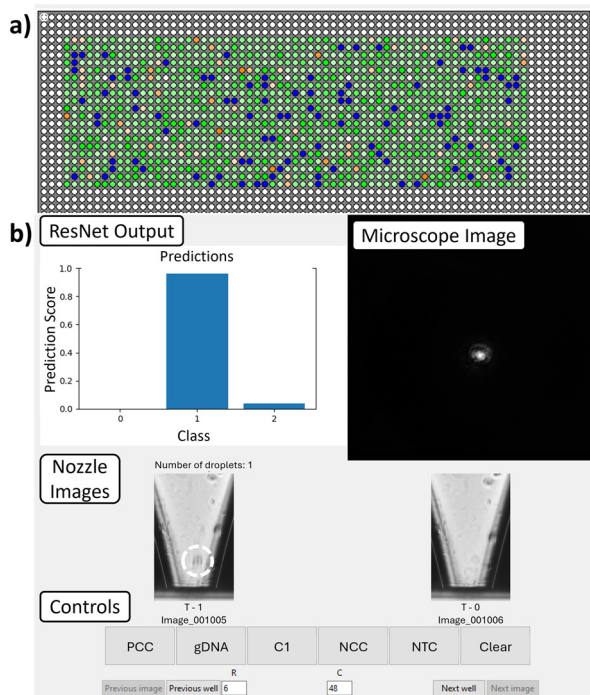 a)
b)
ResNet Output
Microscope Image
Predictions
1.0
0.8
0.6
0.4
0.2
0.0
Prediction Score
0 1 2
Class
Nozzle
Images
Number of droplets: 1
T - 1
Image_001005
T - 0
Image_001006
Controls
PCC gDNA C1 NCC NTC Clear
R C
Previous image Previous well 6 48 Next well Next image